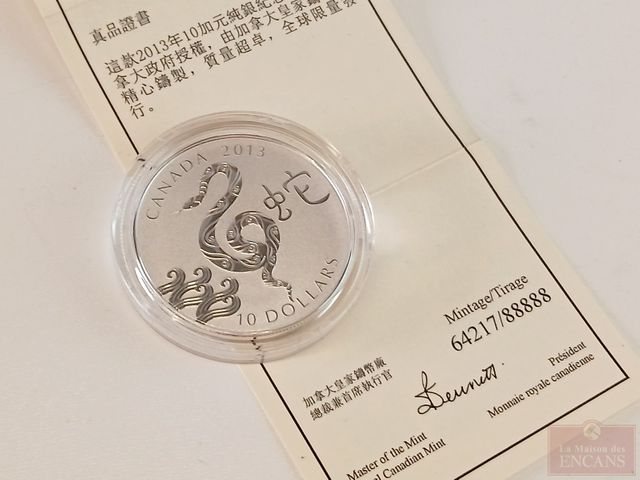 真品證書
這款2013年10加元純銀紀
拿大政府授權，由加拿大皇家鑄
精心鑄製，質量超卓，全球限量發
行。
CANADA 2013
蛇
10 DOLLARS
Mintage/Tirage
64217/88888
加拿大皇家鑄幣廠
總裁兼首席執行官
Bennett
Président
Monnaie royale canadienne
Master of the Mint
Canadian Mint
La Maison des
ENCANS